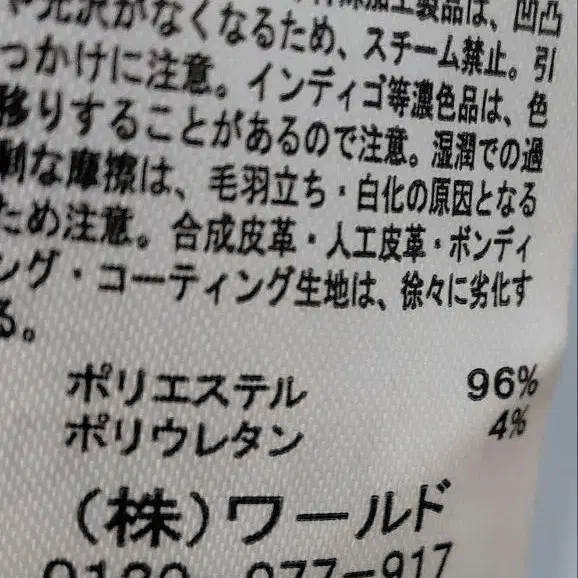 や光沢がなくなるため、スチーム禁止。引
っかけに注意。インディゴ等濃色品は、色
移りすることがあるので注意。湿潤での過
剰な摩擦は、毛羽立ち・白化の原因となる
ため注意。合成皮革・人工皮革・ボンディ
ング・コーティング生地は、徐々に劣化す
る。
ポリエステル 96%
ポリウレタン 4%
(株)ワールド
0120-977-917